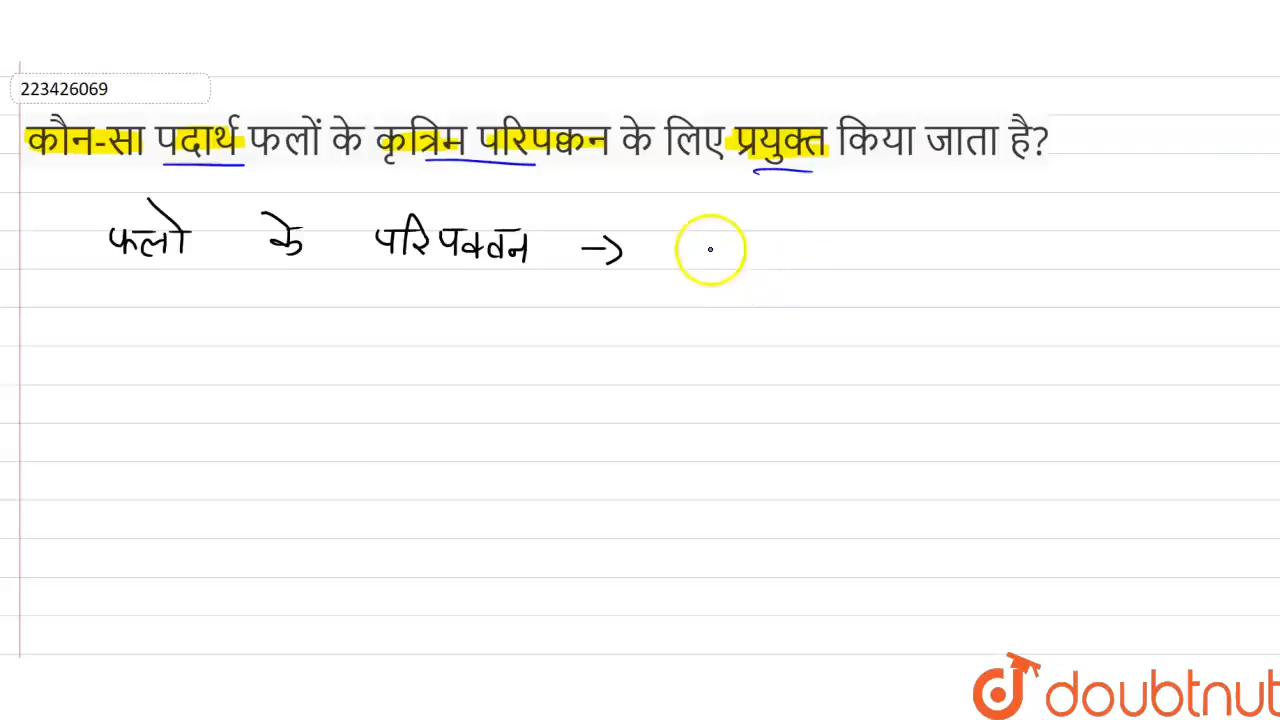 223426069
कौन-सा पदार्थ फलों के कृत्रिम परिपक्वन के लिए प्रयुक्त किया जाता है?
फलो के परिपक्वन →
doubtnut